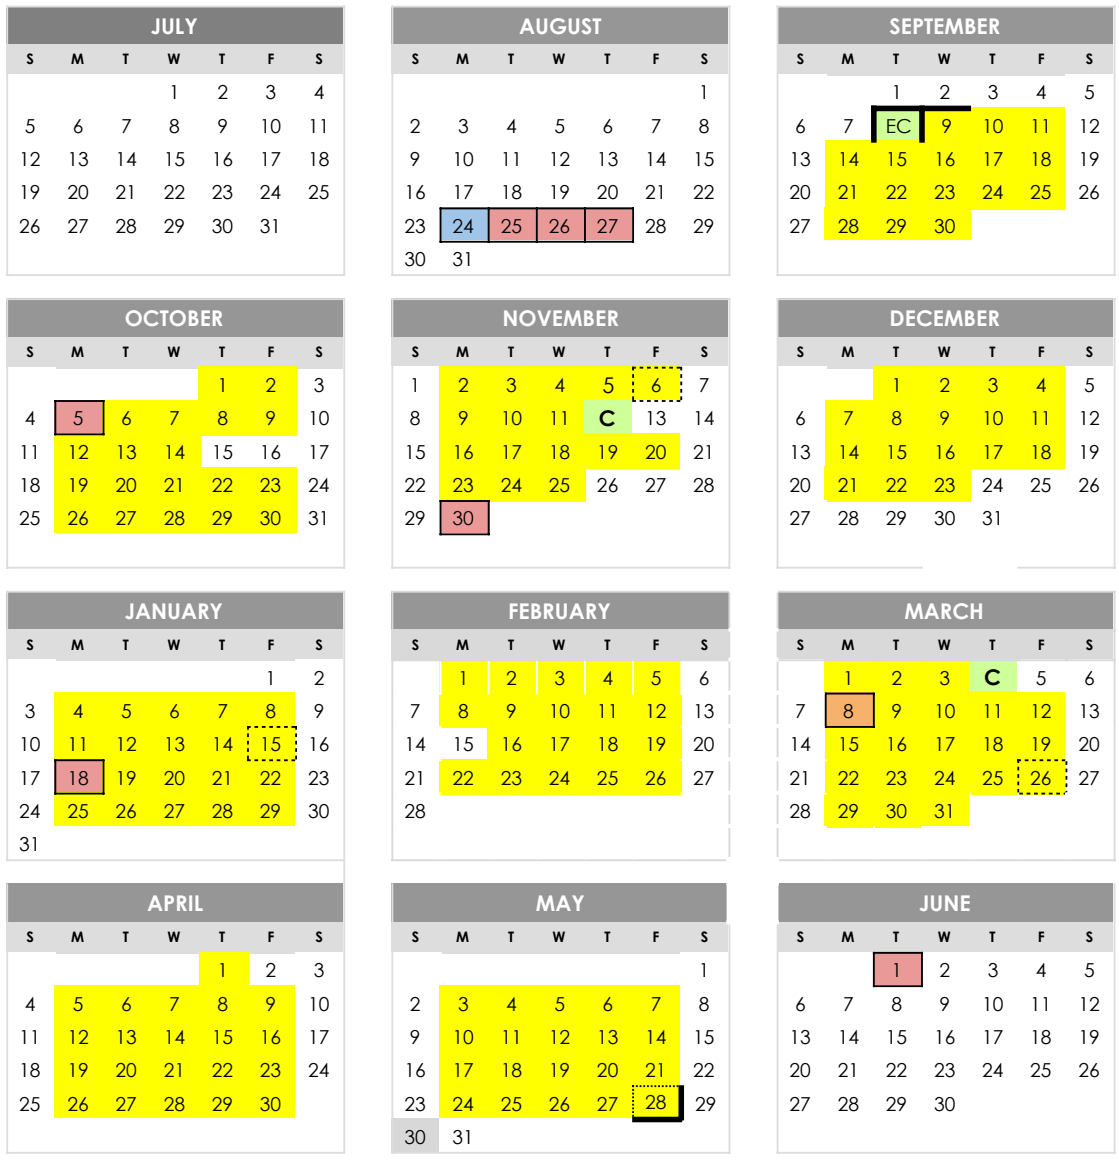 JULY
S M T W T F S
1 2 3 4
5 6 7 8 9 10 11
12 13 14 15 16 17 18
19 20 21 22 23 24 25
26 27 28 29 30 31
AUGUST
S M T W T F S
1
2 3 4 5 6 7 8
9 10 11 12 13 14 15
16 17 18 19 20 21 22
23 24 25 26 27 28 29
30 31
SEPTEMBER
S M T W T F S
1 2 3 4 5
6 7 EC 9 10 11 12
13 14 15 16 17 18 19
20 21 22 23 24 25 26
27 28 29 30
OCTOBER
S M T W T F S
1 2 3
4 5 6 7 8 9 10
11 12 13 14 15 16 17
18 19 20 21 22 23 24
25 26 27 28 29 30 31
NOVEMBER
S M T W T F S
1 2 3 4 5 6 7
8 9 10 11 C 13 14
15 16 17 18 19 20 21
22 23 24 25 26 27 28
29 30
DECEMBER
S M T W T F S
1 2 3 4 5
6 7 8 9 10 11 12
13 14 15 16 17 18 19
20 21 22 23 24 25 26
27 28 29 30 31
JANUARY
S M T W T F S
1 2
3 4 5 6 7 8 9
10 11 12 13 14 15 16
17 18 19 20 21 22 23
24 25 26 27 28 29 30
31
FEBRUARY
S M T W T F S
1 2 3 4 5 6
7 8 9 10 11 12 13
14 15 16 17 18 19 20
21 22 23 24 25 26 27
28
MARCH
S M T W T F S
1 2 3 C 5 6
7 8 9 10 11 12 13
14 15 16 17 18 19 20
21 22 23 24 25 26 27
28 29 30 31
APRIL
S M T W T F S
1 2 3
4 5 6 7 8 9 10
11 12 13 14 15 16 17
18 19 20 21 22 23 24
25 26 27 28 29 30
MAY
S M T W T F S
1
2 3 4 5 6 7 8
9 10 11 12 13 14 15
16 17 18 19 20 21 22
23 24 25 26 27 28 29
30 31
JUNE
S M T W T F S
1 2 3 4 5
6 7 8 9 10 11 12
13 14 15 16 17 18 19
20 21 22 23 24 25 26
27 28 29 30